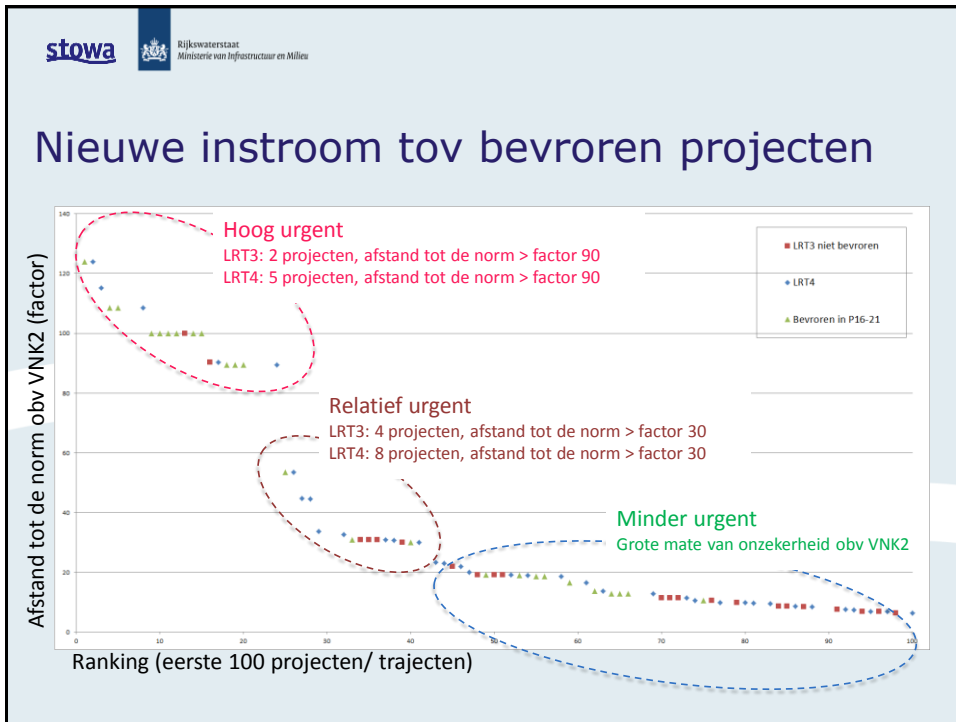 stowa
Rijkswaterstaat
Ministerie van Infrastructuur en Milieu
Nieuwe instroom tov bevroren projecten
Afstand tot de norm obv VNK2 (factor)
140
120
100
80
60
40
20
0
Hoog urgent
LRT3: 2 projecten, afstand tot de norm > factor 90
LRT4: 5 projecten, afstand tot de norm > factor 90
LRT3 niet bevroren
LRT4
Bevroren in P16-21
Relatief urgent
LRT3: 4 projecten, afstand tot de norm > factor 30
LRT4: 8 projecten, afstand tot de norm > factor 30
Minder urgent
Grote mate van onzekerheid obv VNK2
0 10 20 30 40 50 60 70 80 90 100
Ranking (eerste 100 projecten/ trajecten)